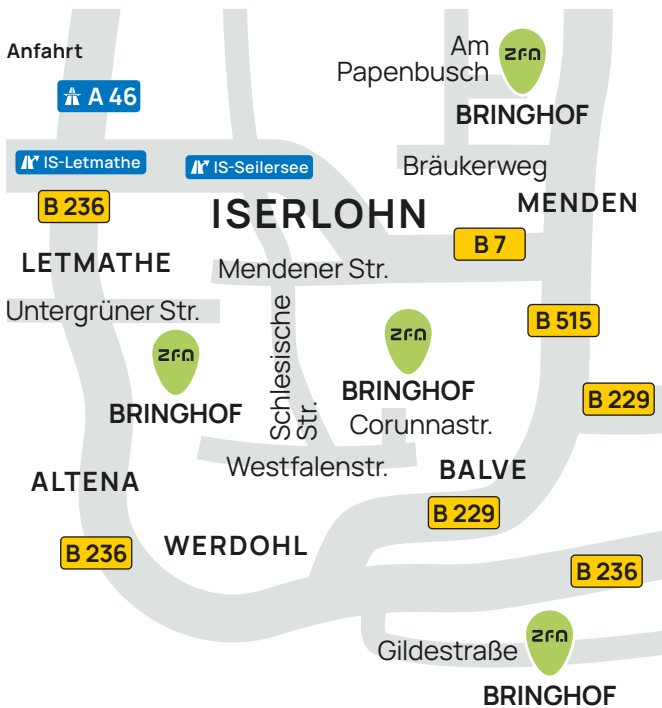 Anfahrt
A 46
Am
Papenbusch
zfa
BRINGHOF
IS-Letmathe
IS-Seilersee
Bräukerweg
B 236
ISERLOHN
MENDEN
B 7
LETMATHE
Mendener Str.
Untergrüner Str.
Schlesische
Str.
B 515
zfa
BRINGHOF
zfa
BRINGHOF
Corunnastr.
B 229
Westfalenstr.
BALVE
ALTENA
B 229
B 236
WERDOHL
B 236
Gildestraße
zfa
BRINGHOF